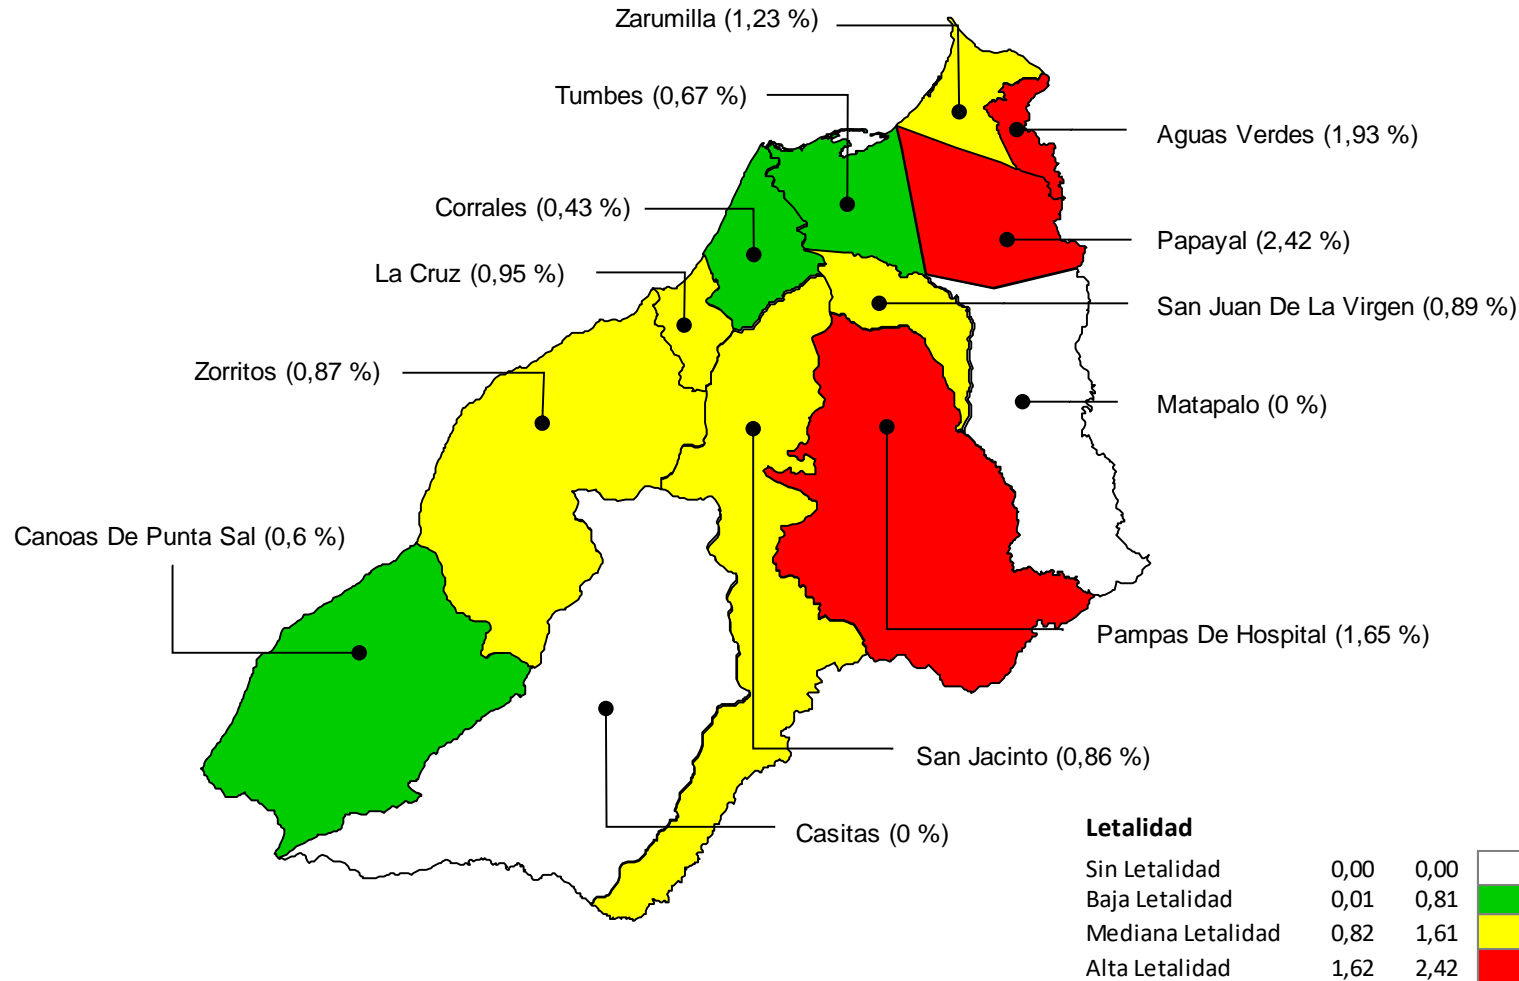 Zarumilla (1,23 %)
Tumbes (0,67 %)
Aguas Verdes (1,93 %)
Corrales (0,43 %)
Papayal (2,42 %)
La Cruz (0,95 %)
San Juan De La Virgen (0,89 %)
Zorritos (0,87 %)
Matapalo (0 %)
Canoas De Punta Sal (0,6 %)
Pampas De Hospital (1,65 %)
San Jacinto (0,86 %)
Casitas (0 %)
Letalidad
Sin Letalidad 0,00 0,00
Baja Letalidad 0,01 0,81
Mediana Letalidad 0,82 1,61
Alta Letalidad 1,62 2,42